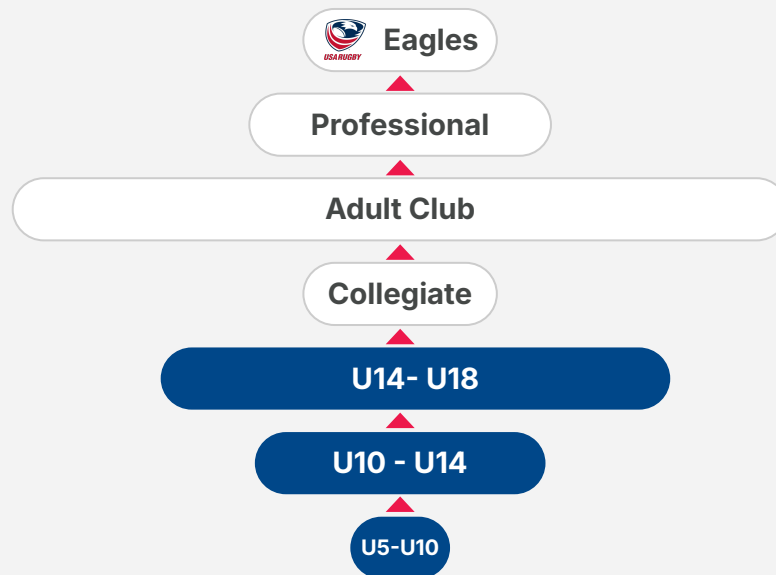 USA RUGBY
Eagles
Professional
Adult Club
Collegiate
U14- U18
U10 - U14
U5-U10